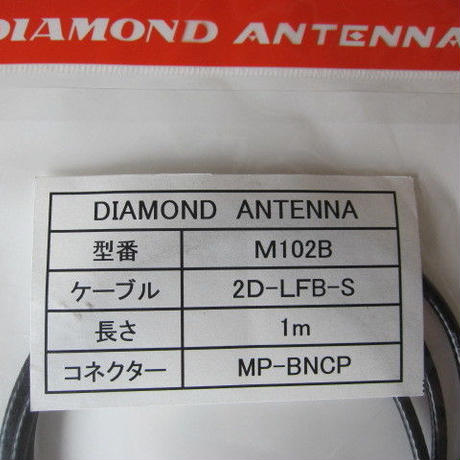 DIAMOND ANTENNA
DIAMOND ANTENNA
型番 M102B
ケーブル 2D-LFB-S
長さ 1m
コネクター MP-BNCP